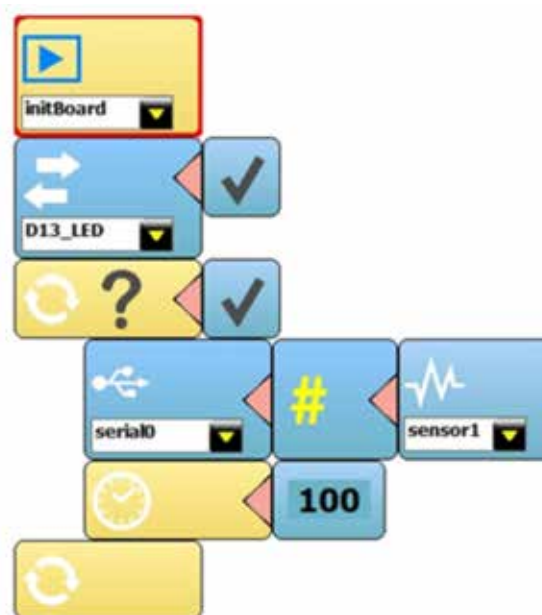 initBoard
D13_LED
?
serial0
#
sensor1
100